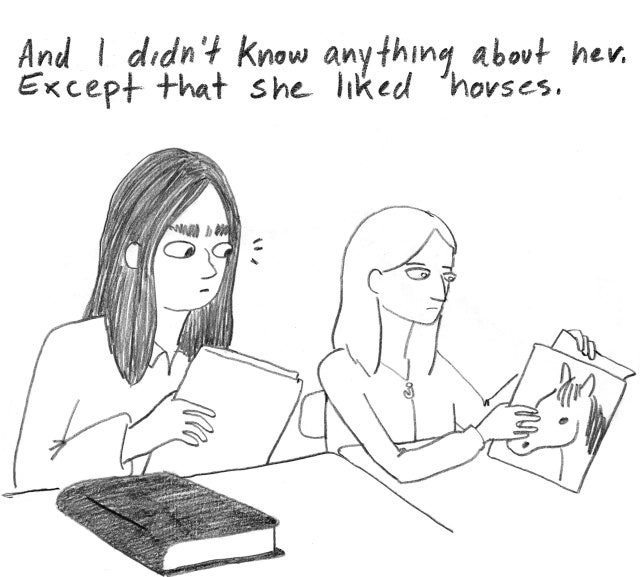 And I didn't know anything about her.
Except that she liked horses.